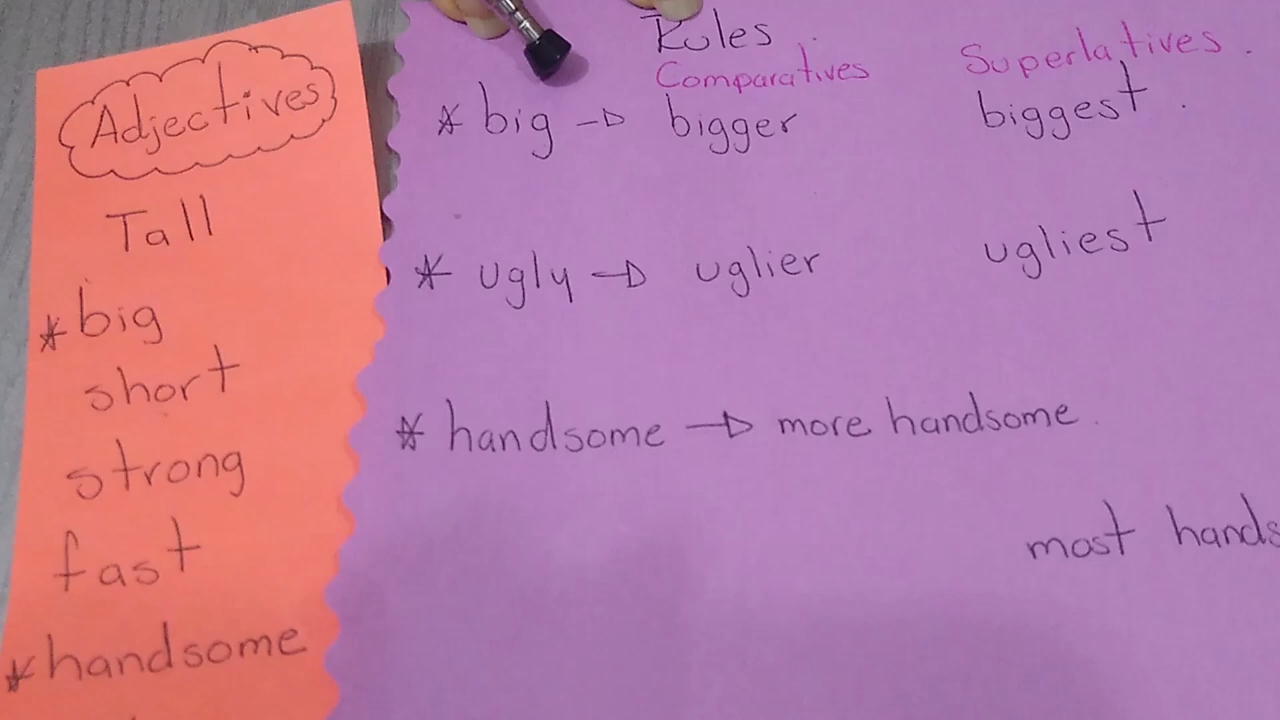 Adjectives
Tall
*big
short
strong
fast
*handsome
Rules
Comparatives Superlatives.
* big → bigger biggest.
* ugly → uglier ugliest
* handsome → more handsome.
most hands